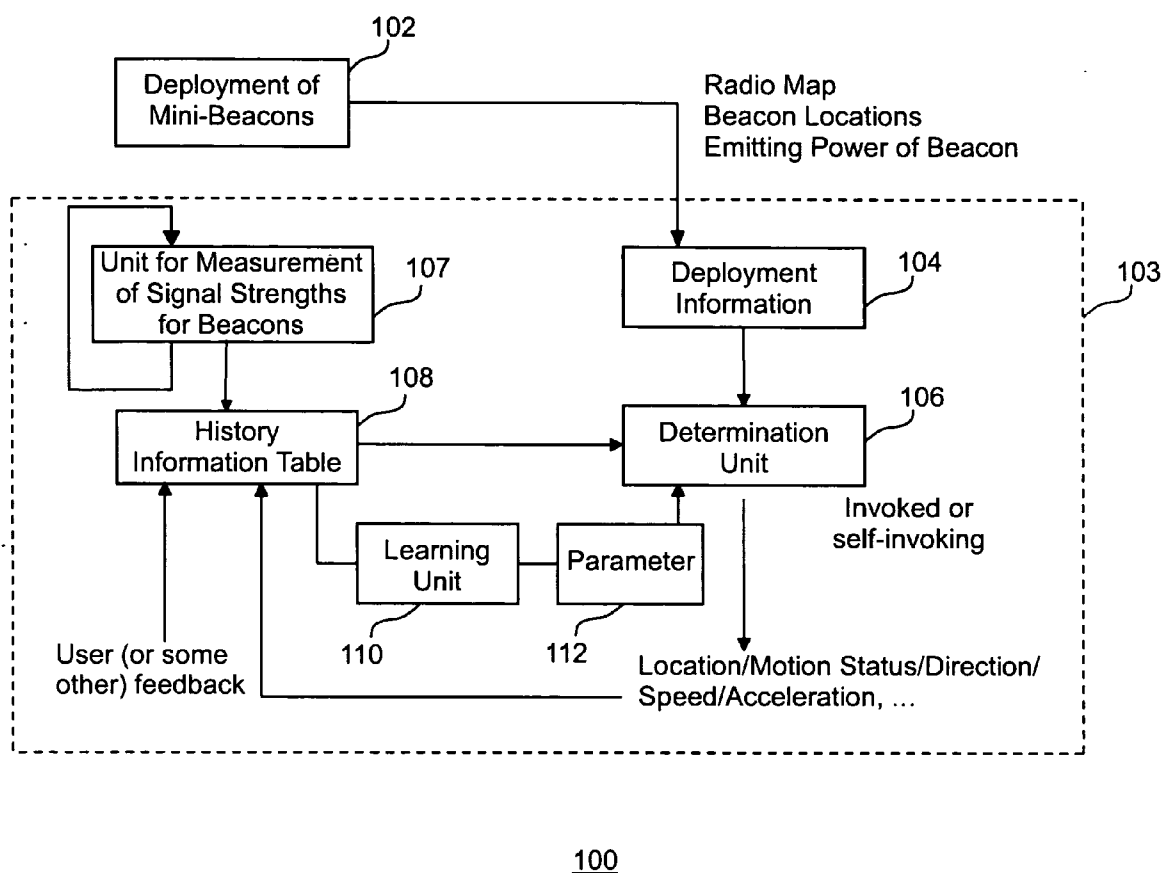 102
Deployment of
Mini-Beacons
Radio Map
Beacon Locations
Emitting Power of Beacon
Unit for Measurement
of Signal Strengths
for Beacons
107
Deployment
Information
104
103
108
History
Information Table
106
Determination
Unit
Invoked or
self-invoking
Learning
Unit
Parameter
110
112
User (or some
other) feedback
Location/Motion Status/Direction/
Speed/Acceleration, ...
100